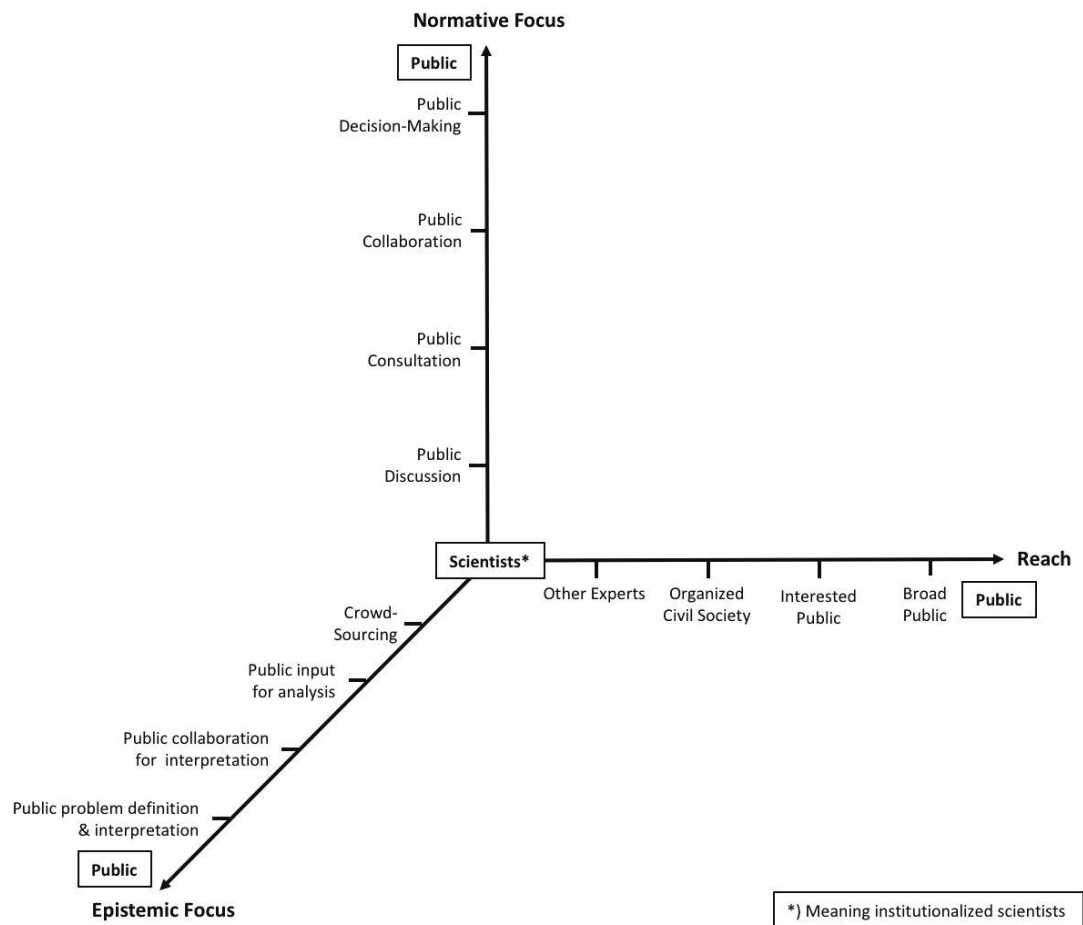 Normative Focus
Public
Public
Decision-Making
Public
Collaboration
Public
Consultation
Public
Discussion
Scientists*
Reach
Other Experts
Organized
Civil Society
Interested
Public
Broad
Public
Public
Crowd-
Sourcing
Public input
for analysis
Public collaboration
for interpretation
Public problem definition
& interpretation
Public
Epistemic Focus
*) Meaning institutionalized scientists